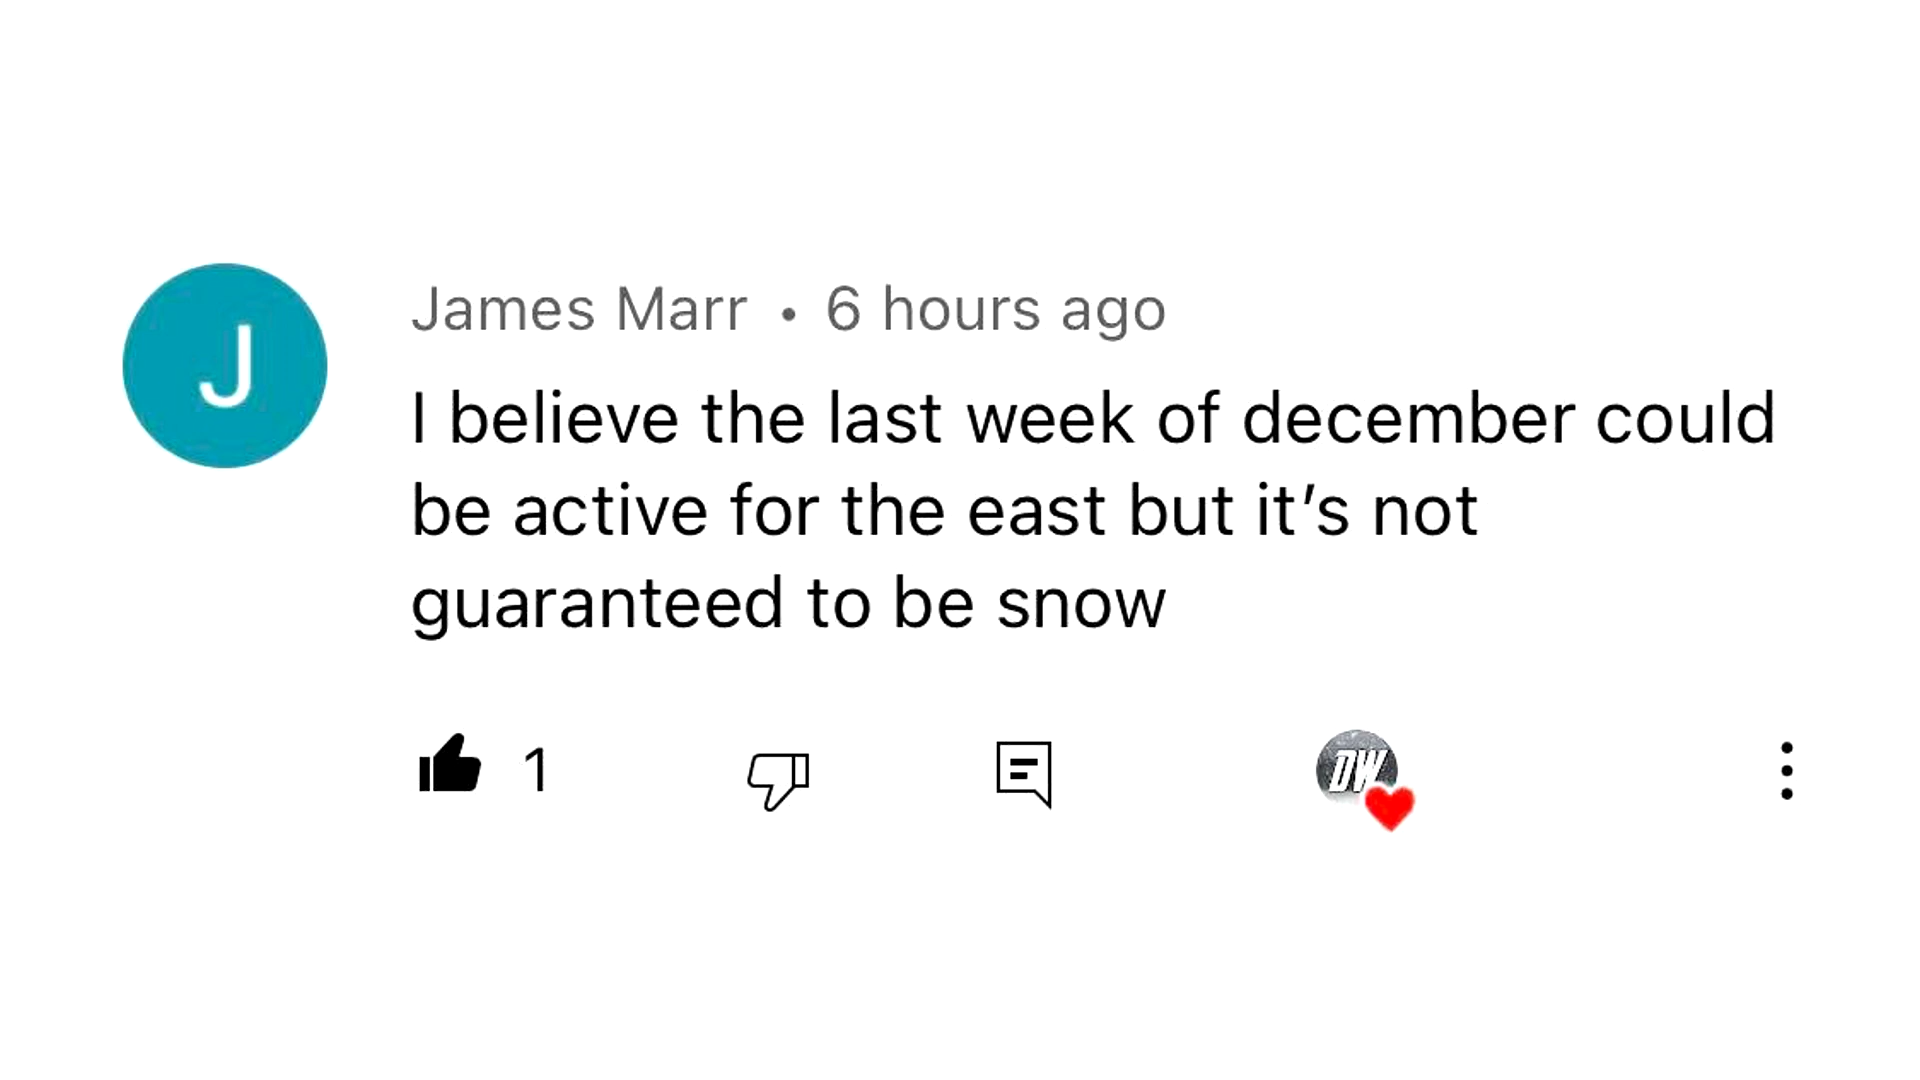 J
James Marr • 6 hours ago
I believe the last week of december could
be active for the east but it’s not
guaranteed to be snow
1
DW